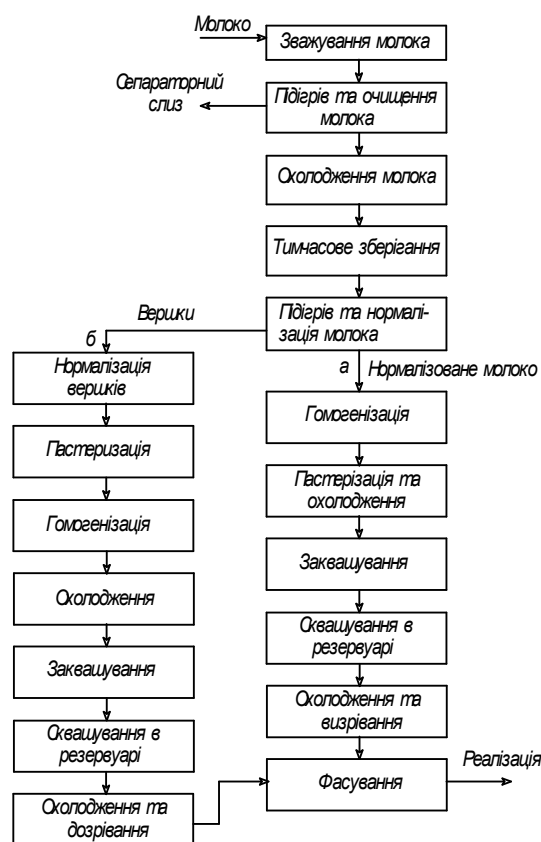 Молоко
Зважування молока
Сепараторний
слиз
Підігрів та очищення
молока
Охолодження молока
Тимчасове зберігання
Вершки
Підігрів та нормалі-
зація молока
б
а
Нормалізоване молоко
Нормалізація
вершків
Гомогенізація
Пастеризація
Пастерізація та
охолодження
Гомогенізація
Заквашування
Охолодження
Сквашування в
резервуарі
Заквашування
Охолодження та
визрівання
Сквашування в
резервуарі
Реалізація
Фасування
Охолодження та
дозрівання